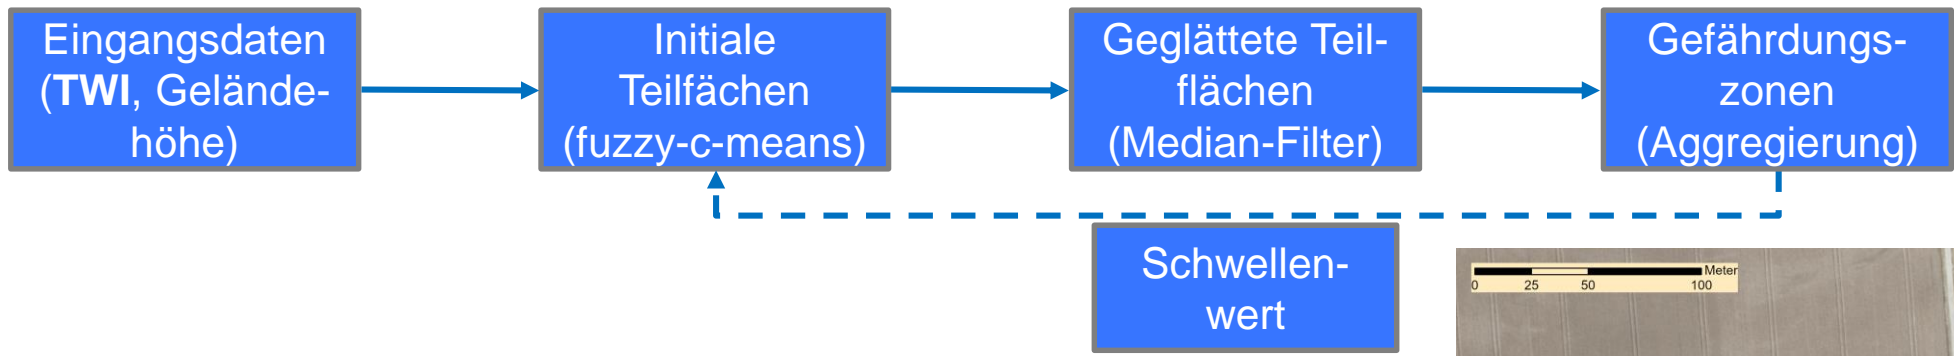 Eingangsdaten
(TWI, Gelände-
höhe)
Initiale
Teilfächen
(fuzzy-c-means)
Geglättete Teil-
flächen
(Median-Filter)
Gefährdungs-
zonen
(Aggregierung)
Schwellen-
wert
Meter
0 25 50 100